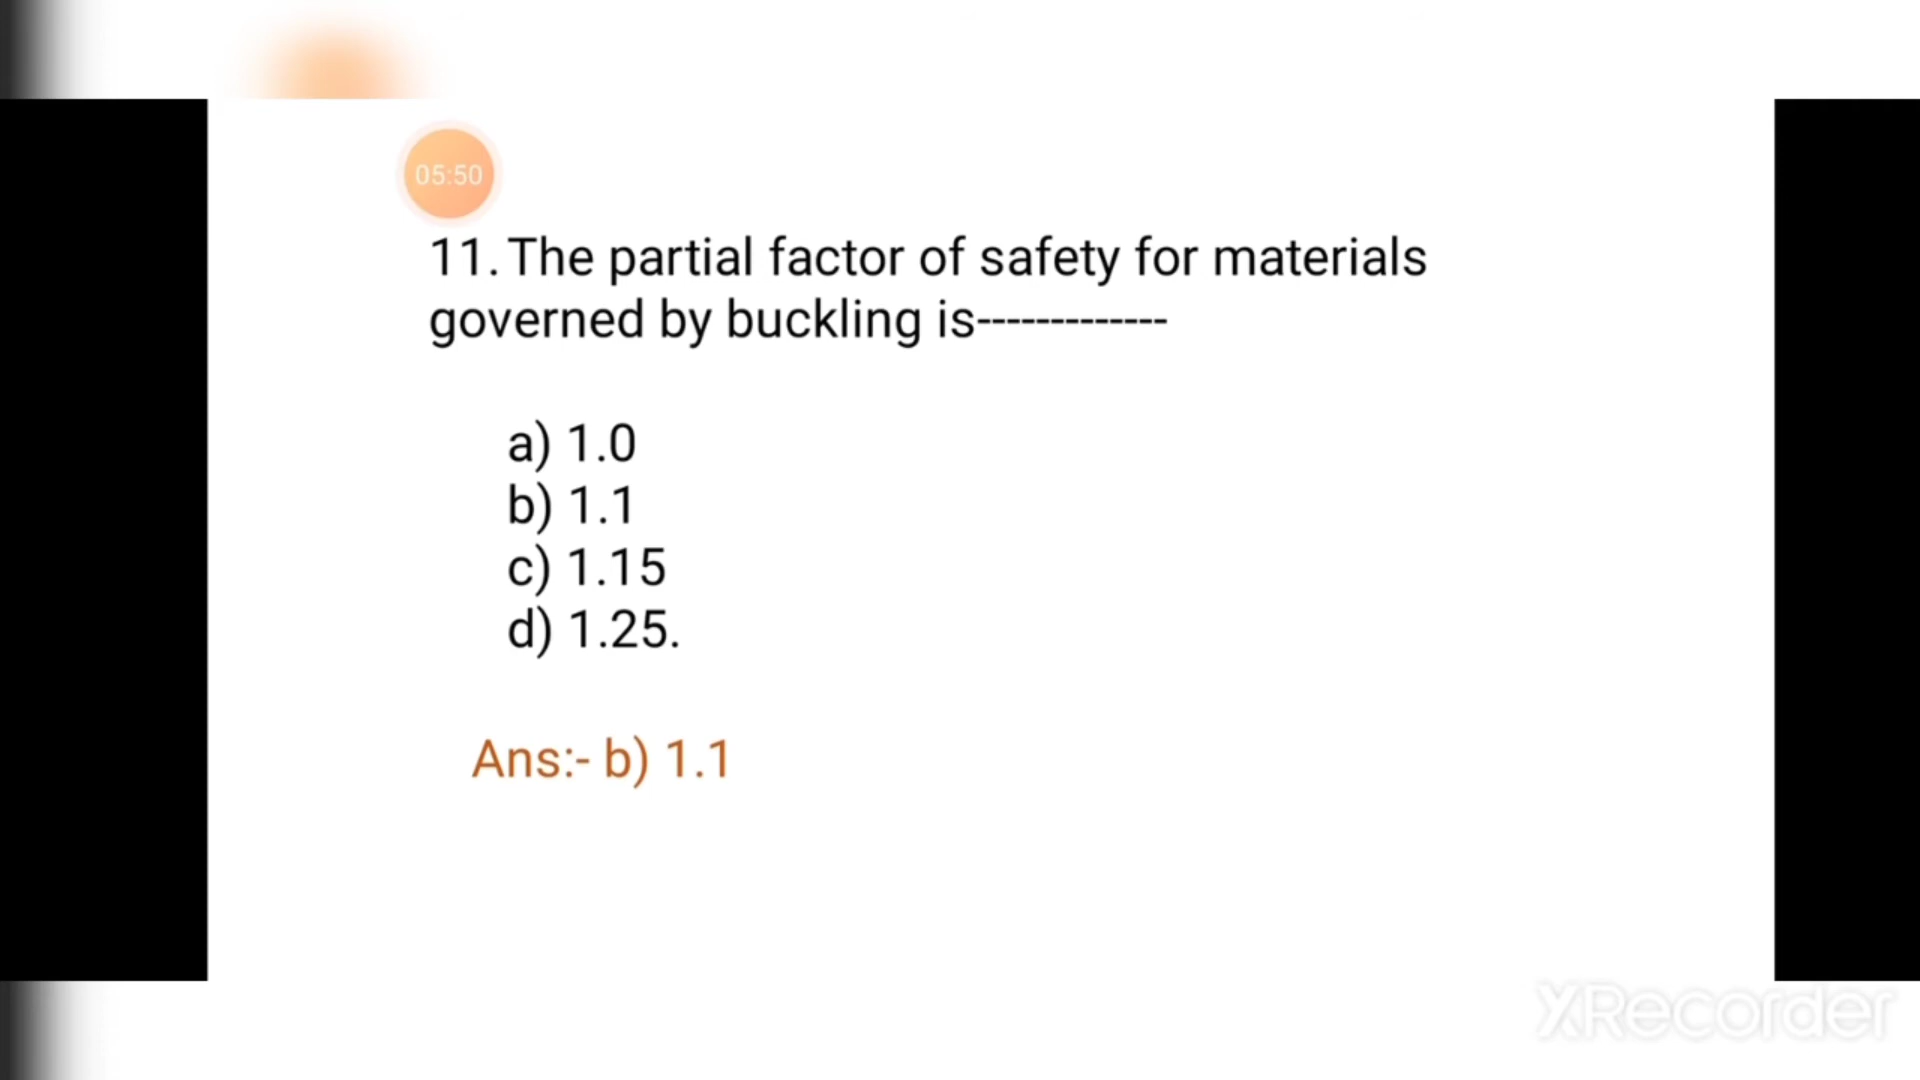 05:50
11. The partial factor of safety for materials
governed by buckling is-------------
a) 1.0
b) 1.1
c) 1.15
d) 1.25.
Ans:- b) 1.1
XRecorder